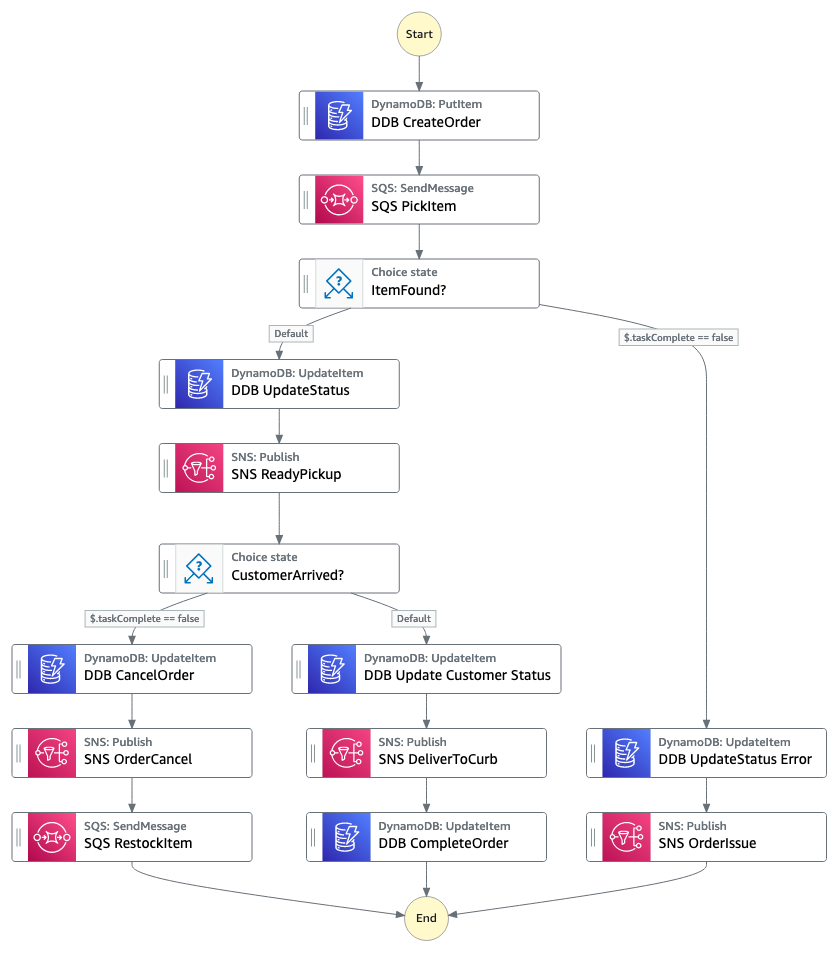 Start
DynamoDB: PutItem
DDB CreateOrder
SQS: SendMessage
SQS PickItem
Choice state
ItemFound?
Default
$.taskComplete == false
DynamoDB: UpdateItem
DDB UpdateStatus
SNS: Publish
SNS ReadyPickup
Choice state
CustomerArrived?
$.taskComplete == false
Default
DynamoDB: UpdateItem
DDB CancelOrder
DynamoDB: UpdateItem
DDB Update Customer Status
SNS: Publish
SNS OrderCancel
SNS: Publish
SNS DeliverToCurb
DynamoDB: UpdateItem
DDB UpdateStatus Error
SQS: SendMessage
SQS RestockItem
DynamoDB: UpdateItem
DDB CompleteOrder
SNS: Publish
SNS OrderIssue
End